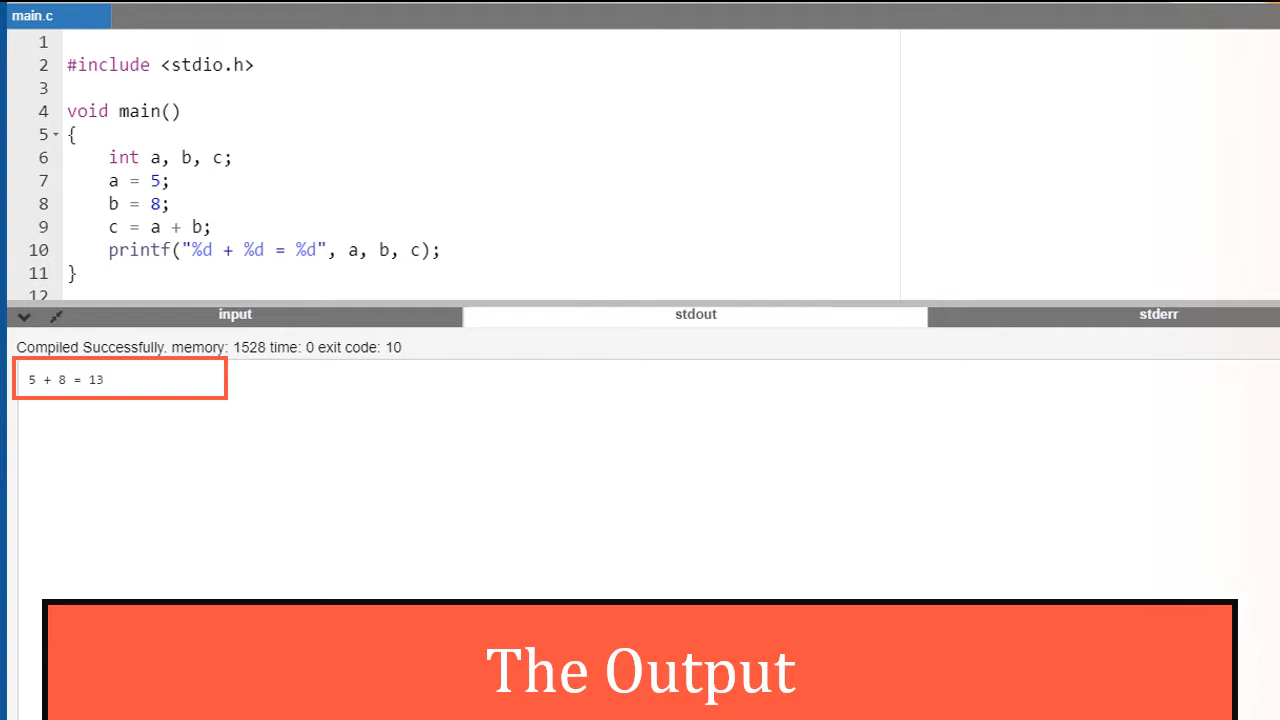 main.c
1
2 #include <stdio.h>
3
4 void main()
5 {
6 int a, b, c;
7 a = 5;
8 b = 8;
9 c = a + b;
10 printf("%d + %d = %d", a, b, c);
11 }
12
input stdout stderr
Compiled Successfully. memory: 1528 time: 0 exit code: 10
5 + 8 = 13
The Output